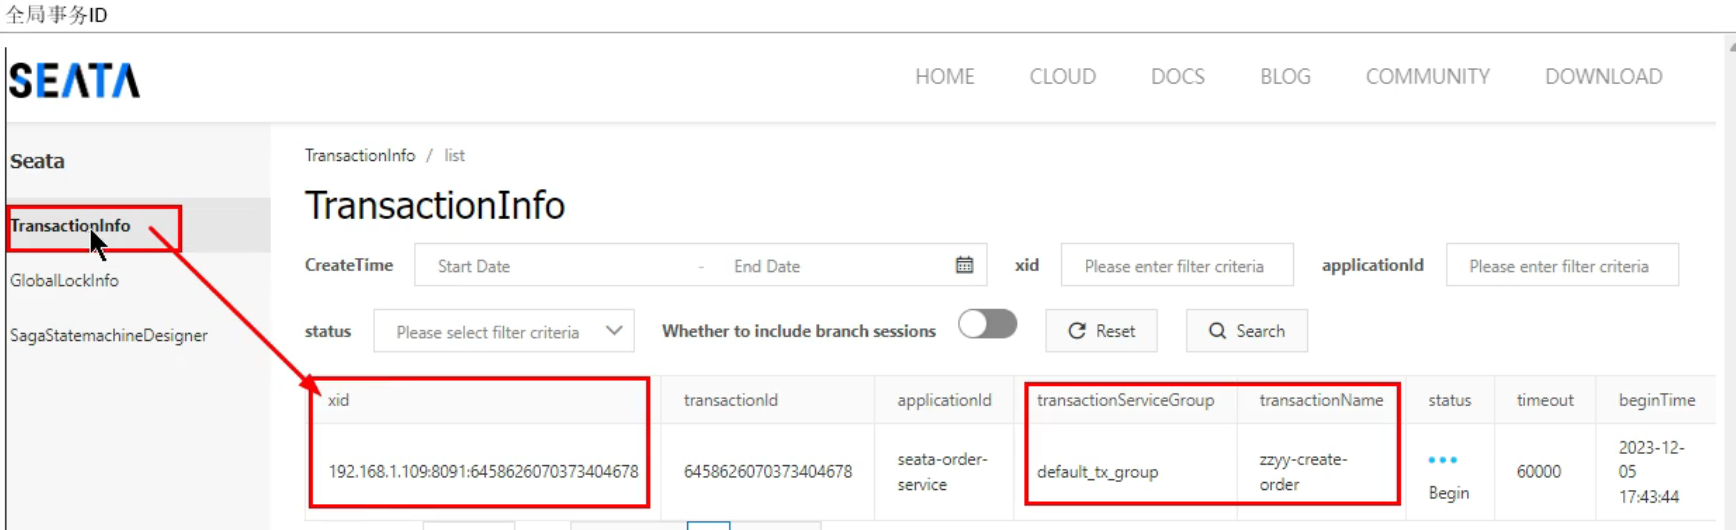 全局事务ID
SEATA
HOME CLOUD DOCS BLOG COMMUNITY DOWNLOAD
Seata
TransactionInfo
GlobalLockInfo
SagaStatemachineDesigner
TransactionInfo / list
TransactionInfo
CreateTime Start Date - End Date xid Please enter filter criteria applicationId Please enter filter criteria
status Please select filter criteria Whether to include branch sessions Reset Search
xid transactionId applicationId transactionServiceGroup transactionName status timeout beginTime
192.168.1.109:8091:6458626070373404678 6458626070373404678 seata-order-service default_tx_group zzyy-create-order Begin 60000 2023-12-05 17:43:44